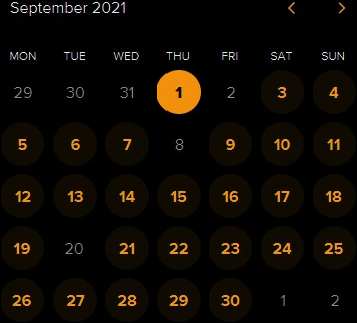 September 2021
MON TUE WED THU FRI SAT SUN
29 30 31 1 2 3 4
5 6 7 8 9 10 11
12 13 14 15 16 17 18
19 20 21 22 23 24 25
26 27 28 29 30 1 2